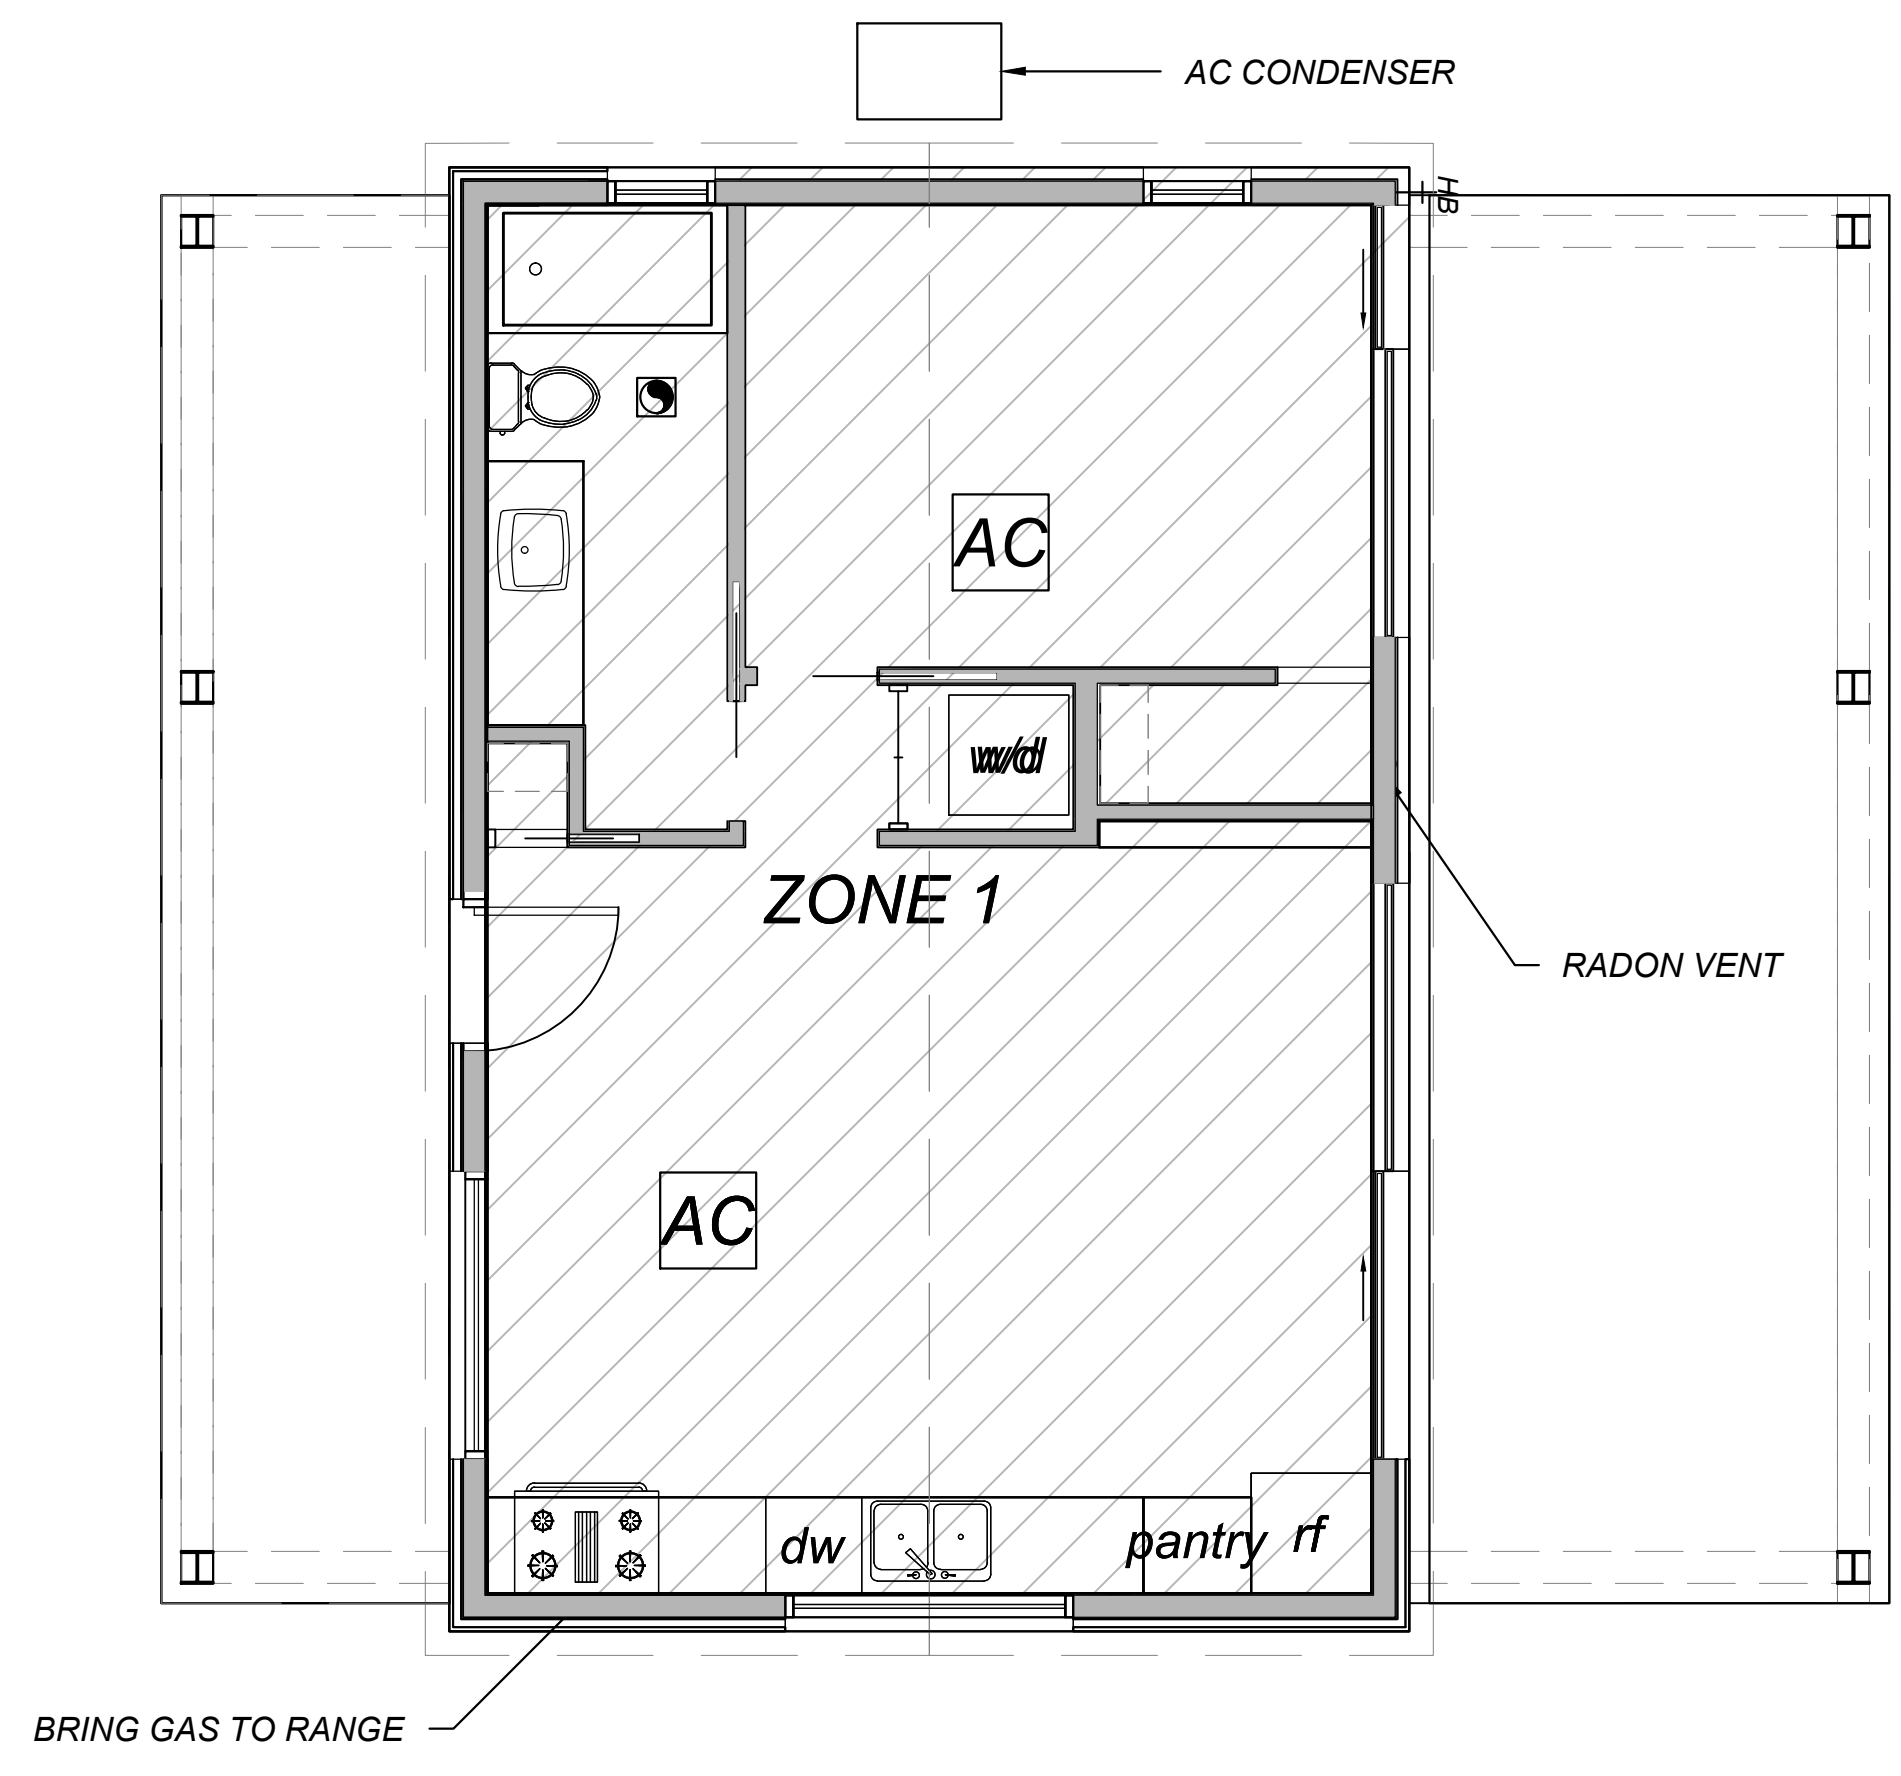 AC CONDENSER
HB
AC
w/d
ZONE 1
RADON VENT
AC
dw
pantry
rf
BRING GAS TO RANGE